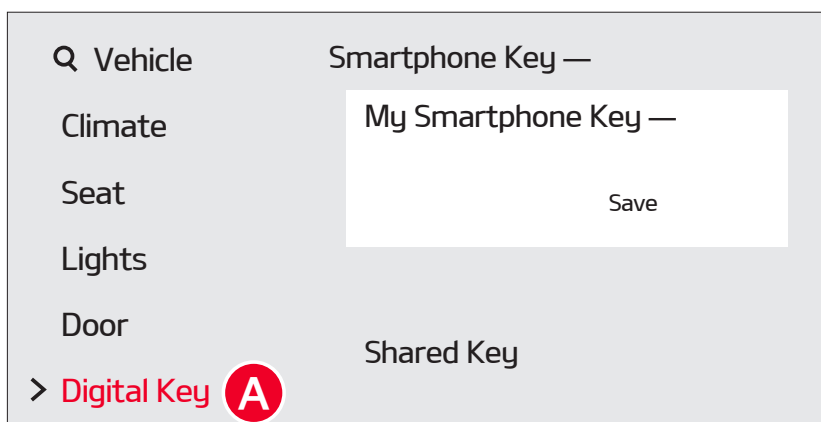 Vehicle
Climate
Seat
Lights
Door
> Digital Key A
Smartphone Key —
My Smartphone Key —
Save
Shared Key